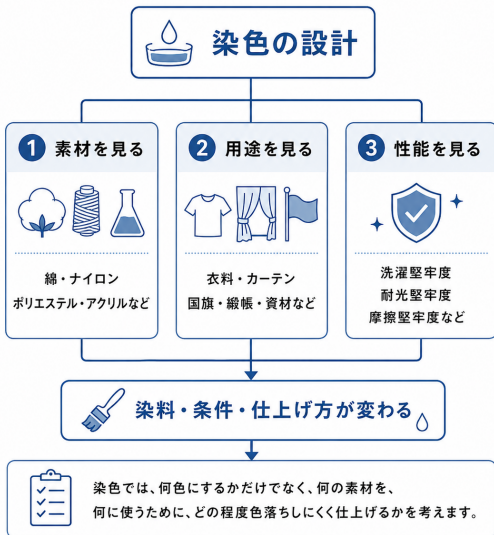 染色の設計
1 素材を見る
綿・ナイロン
ポリエステル・アクリルなど
2 用途を見る
衣料・カーテン
国旗・緞帳・資材など
3 性能を見る
洗濯堅牢度
耐光堅牢度
摩擦堅牢度など
染料・条件・仕上げ方が変わる
染色では、何色にするかだけでなく、何の素材を、
何に使うために、どの程度色落ちしにくく仕上げるかを考えます。